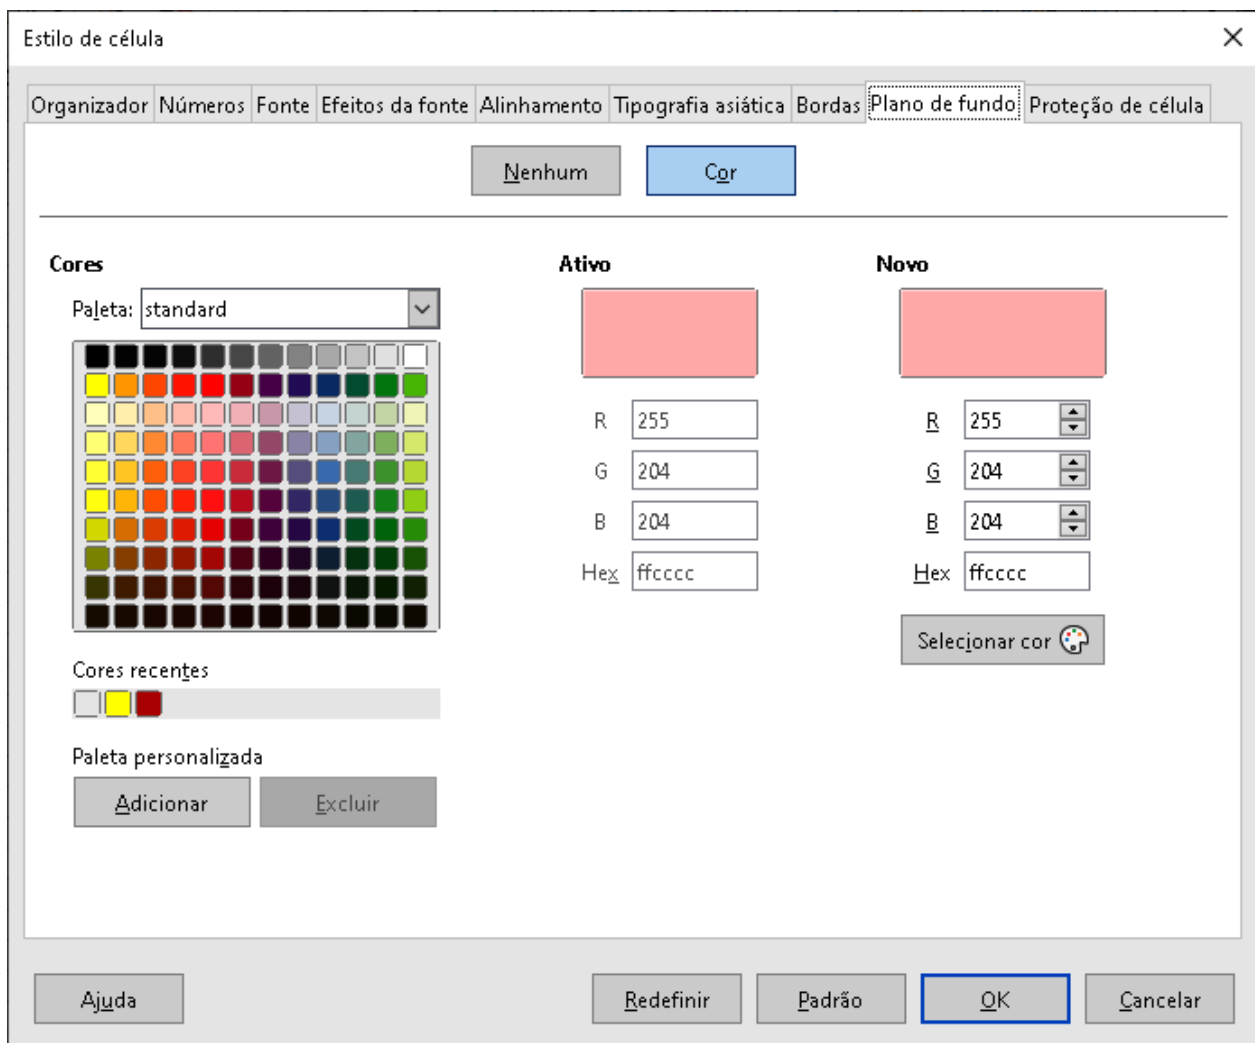 Estilo de célula
Organizador Números Fonte Efeitos da fonte Alinhamento Tipografia asiática Bordas Plano de fundo Proteção de célula
Nenhum Cor
Cores Ativo Novo
Paleta: standard
R 255 R 255
G 204 G 204
B 204 B 204
Hex ffcccc Hex ffcccc
Selecionar cor
Cores recentes
Paleta personalizada
Adicionar Excluir
Ajuda Redefinir Padrão OK Cancelar